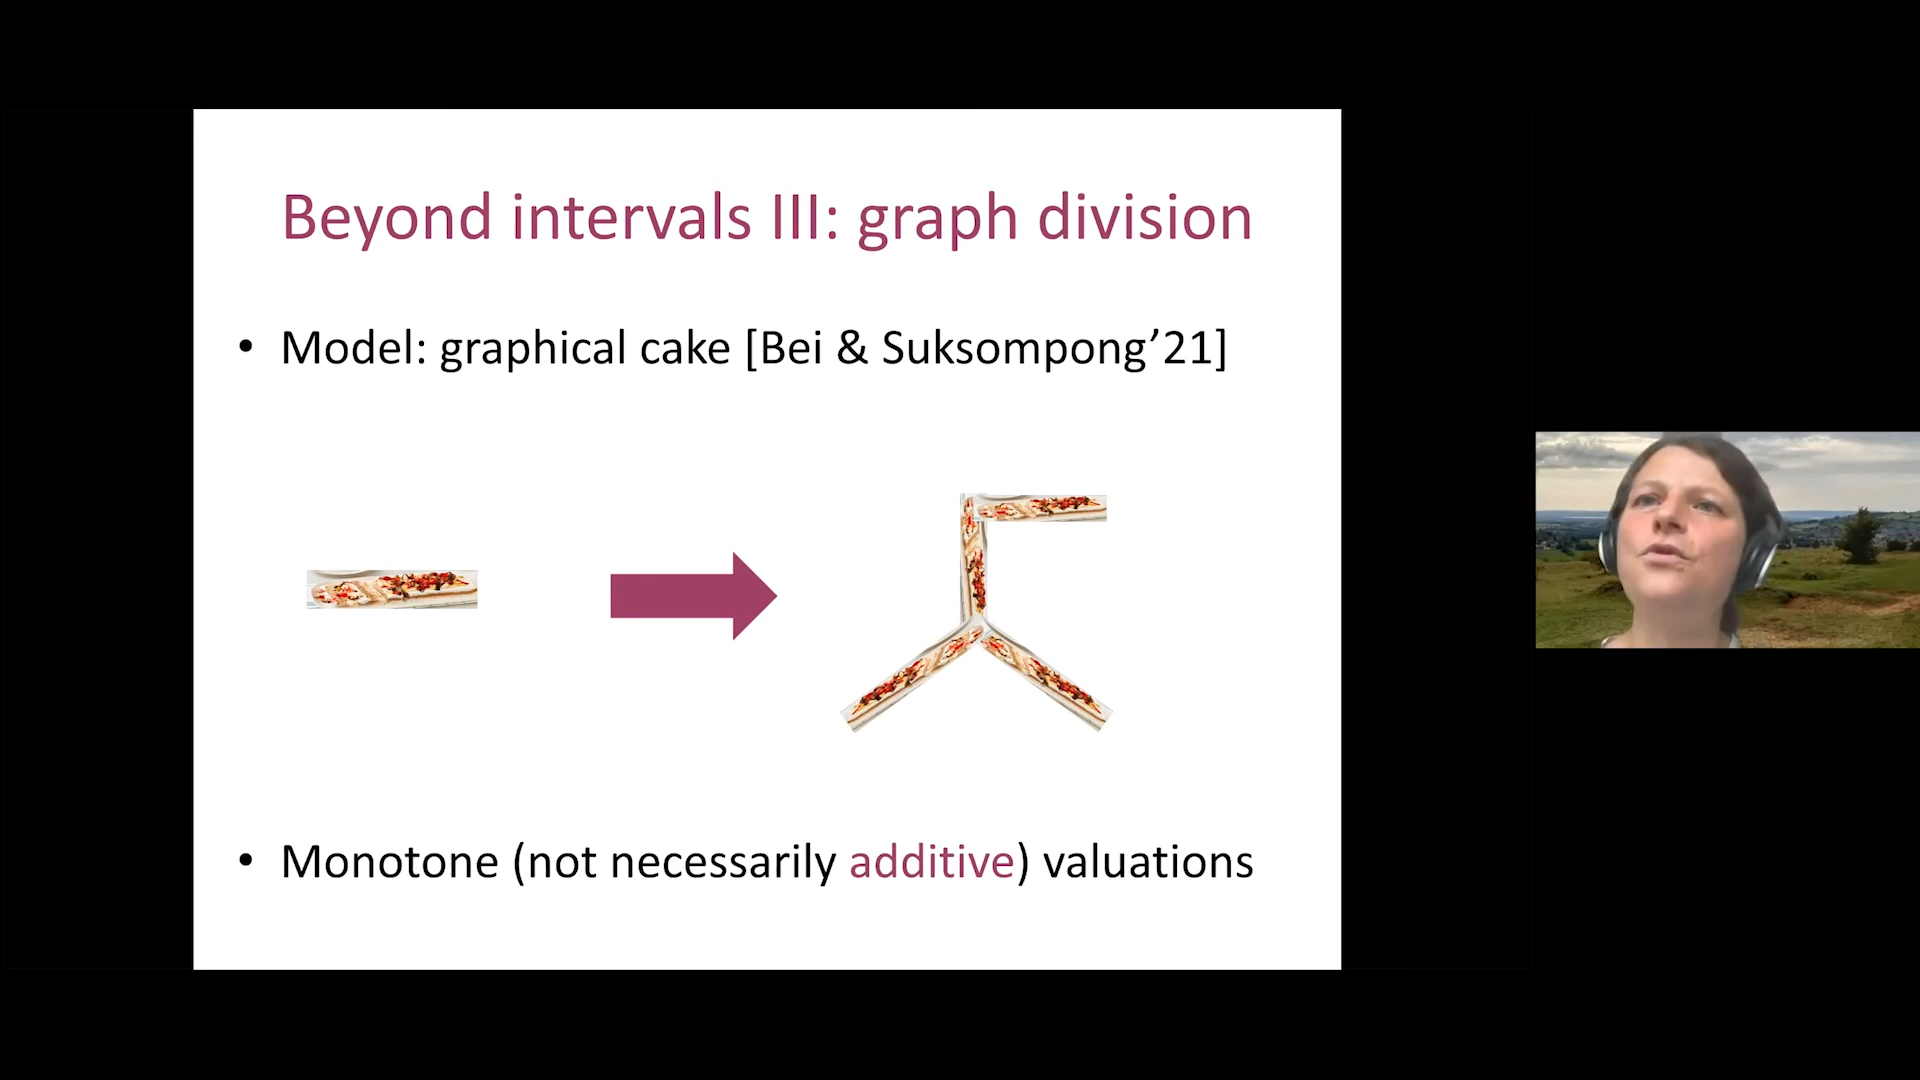 Beyond intervals III: graph division
• Model: graphical cake [Bei & Suksompong’21]
• Monotone (not necessarily additive) valuations